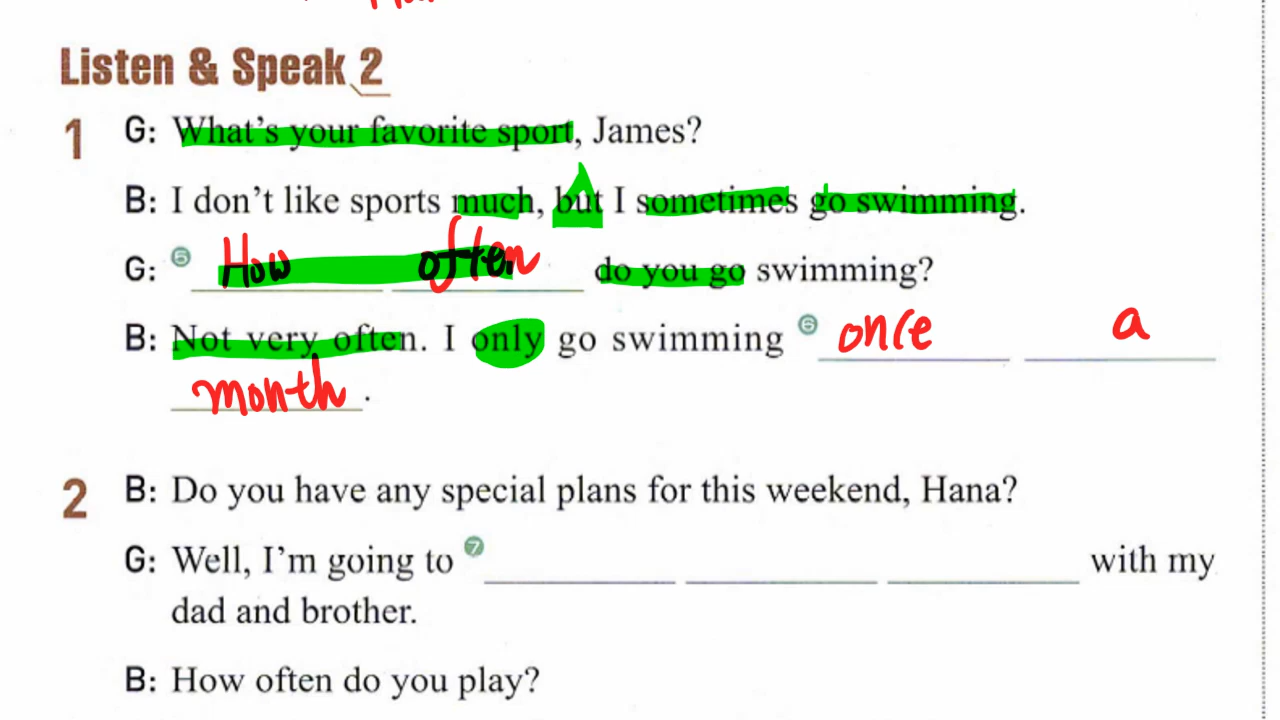 Listen & Speak 2
1 G: What's your favorite sport, James?
B: I don't like sports much, but I sometimes go swimming.
G: ⑤ How often do you go swimming?
B: Not very often. I only go swimming ⑥ once a
month.
2 B: Do you have any special plans for this weekend, Hana?
G: Well, I'm going to ⑦ ______ ______ ______ with my
dad and brother.
B: How often do you play?